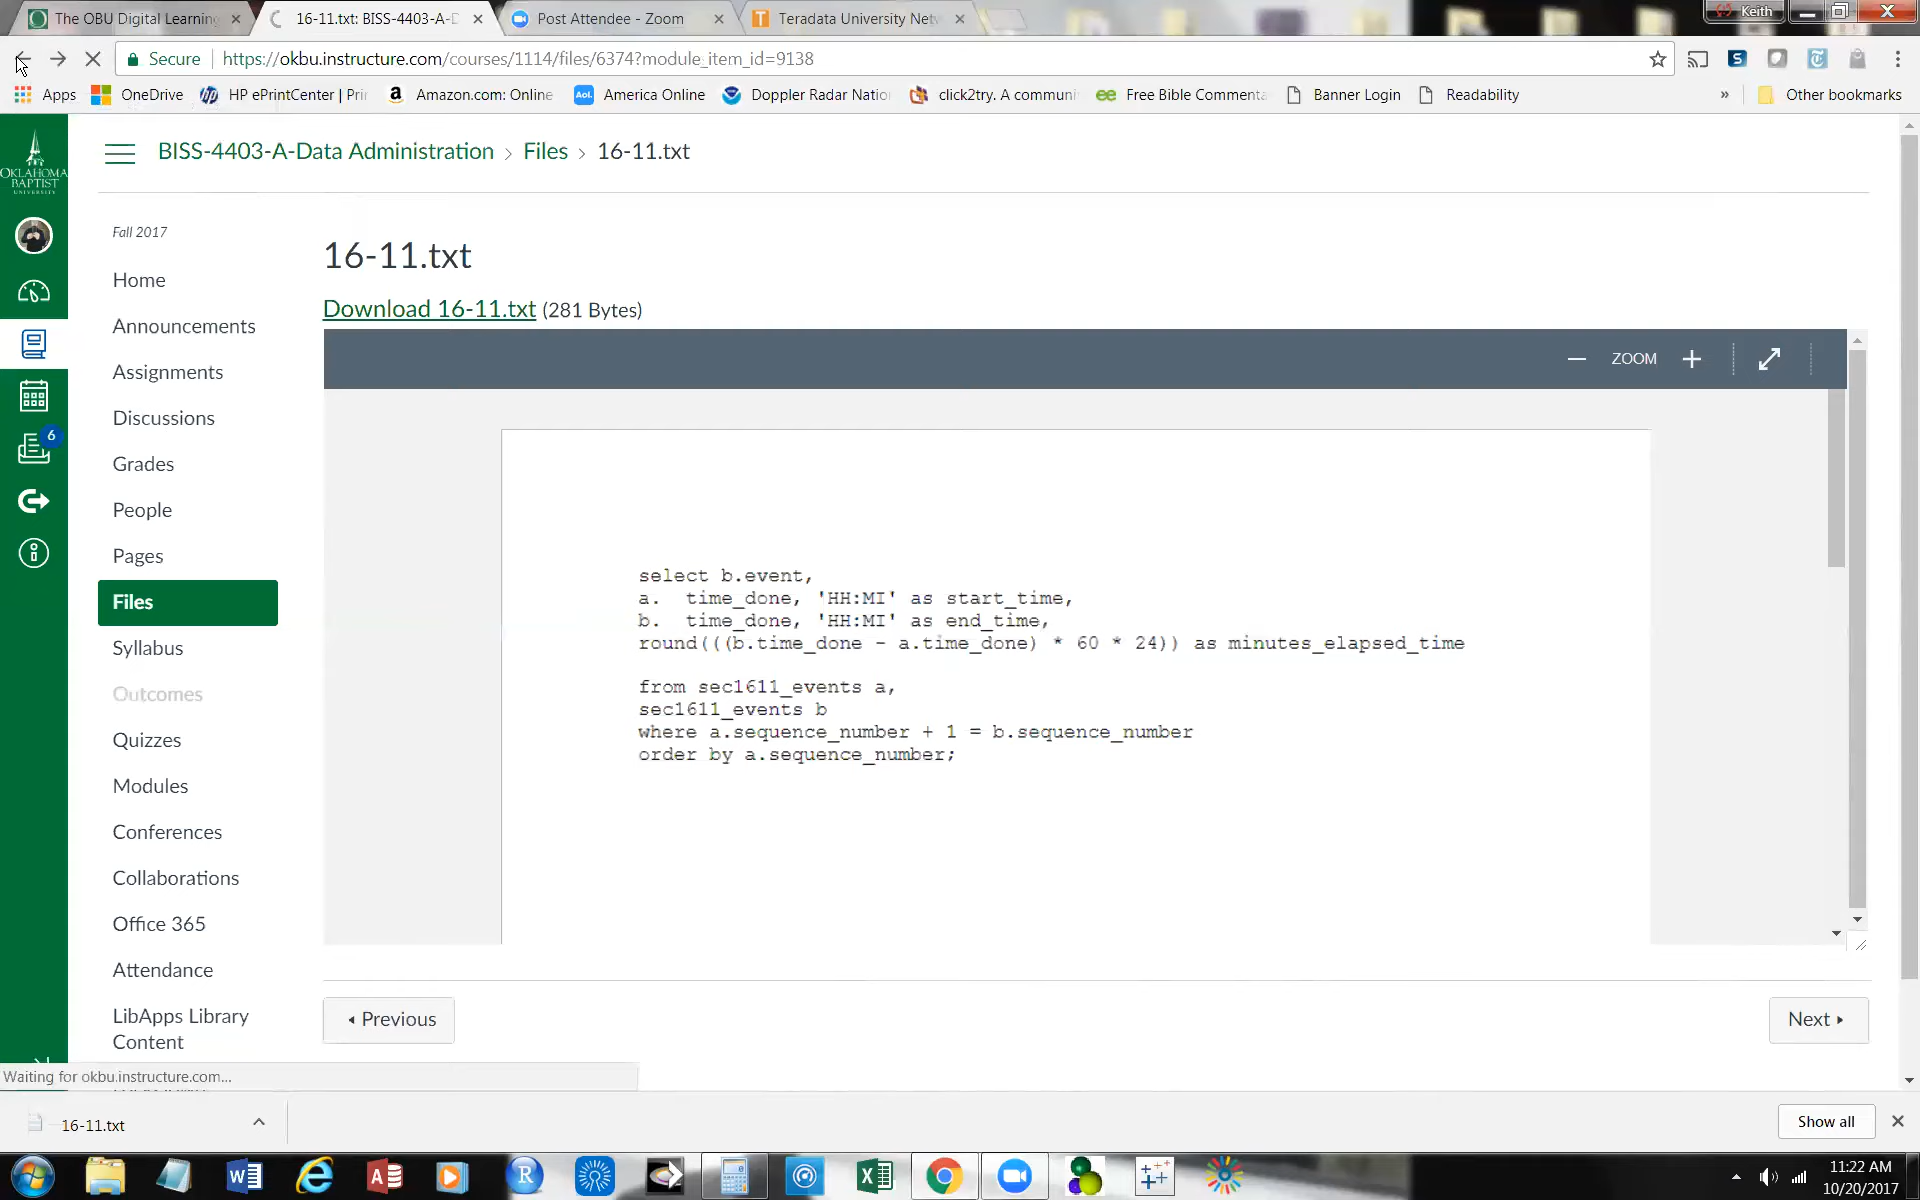 The OBU Digital Learning
16-11.txt: BISS-4403-A-D
Post Attendee - Zoom
Teradata University Netw
Keith
Secure
https://okbu.instructure.com/courses/1114/files/6374?module_item_id=9138
Apps
OneDrive
HP ePrintCenter | Pri
Amazon.com: Online
Aol.
America Online
Doppler Radar Natio
click2try. A communi
ee
Free Bible Commenta
Banner Login
Readability
»
Other bookmarks
OKLAHOMA
BAPTIST
UNIVERSITY
BISS-4403-A-Data Administration › Files › 16-11.txt
Fall 2017
16-11.txt
Download 16-11.txt (281 Bytes)
Home
Announcements
Assignments
Discussions
6
Grades
People
Pages
Files
Syllabus
Outcomes
Quizzes
Modules
Conferences
Collaborations
Office 365
Attendance
LibApps Library
Content
ZOOM
select b.event,
a.  time_done, 'HH:MI' as start_time,
b.  time_done, 'HH:MI' as end_time,
round(((b.time_done - a.time_done) * 60 * 24)) as minutes_elapsed_time
from sec1611_events a,
sec1611_events b
where a.sequence_number + 1 = b.sequence_number
order by a.sequence_number;
Previous
Next
Waiting for okbu.instructure.com...
16-11.txt
Show all
11:22 AM
10/20/2017